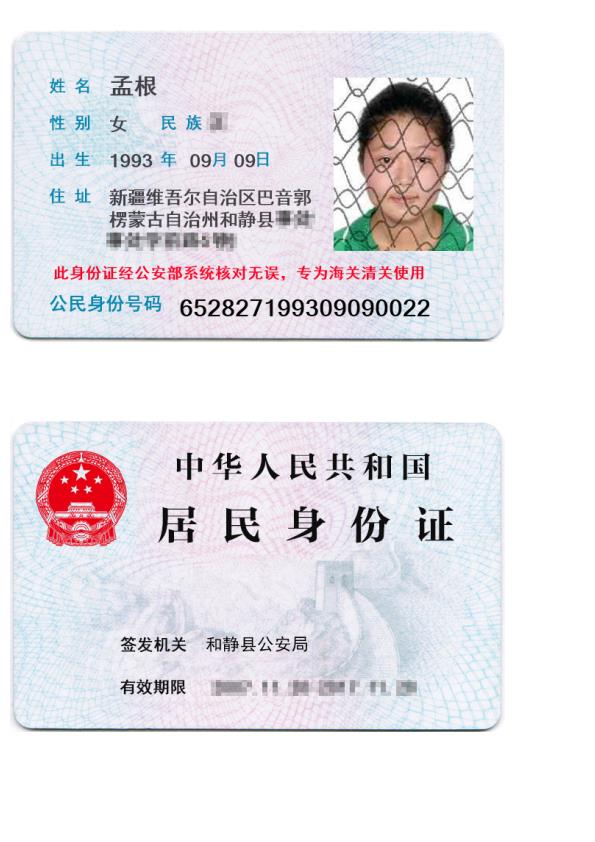 姓名 孟根
性别 女 民族
出生 1993 年 09月 09日
住址 新疆维吾尔自治区巴音郭
楞蒙古自治州和静县
此身份证经公安部系统核对无误，专为海关清关使用
公民身份号码 652827199309090022
中华人民共和国
居民身份证
签发机关 和静县公安局
有效期限